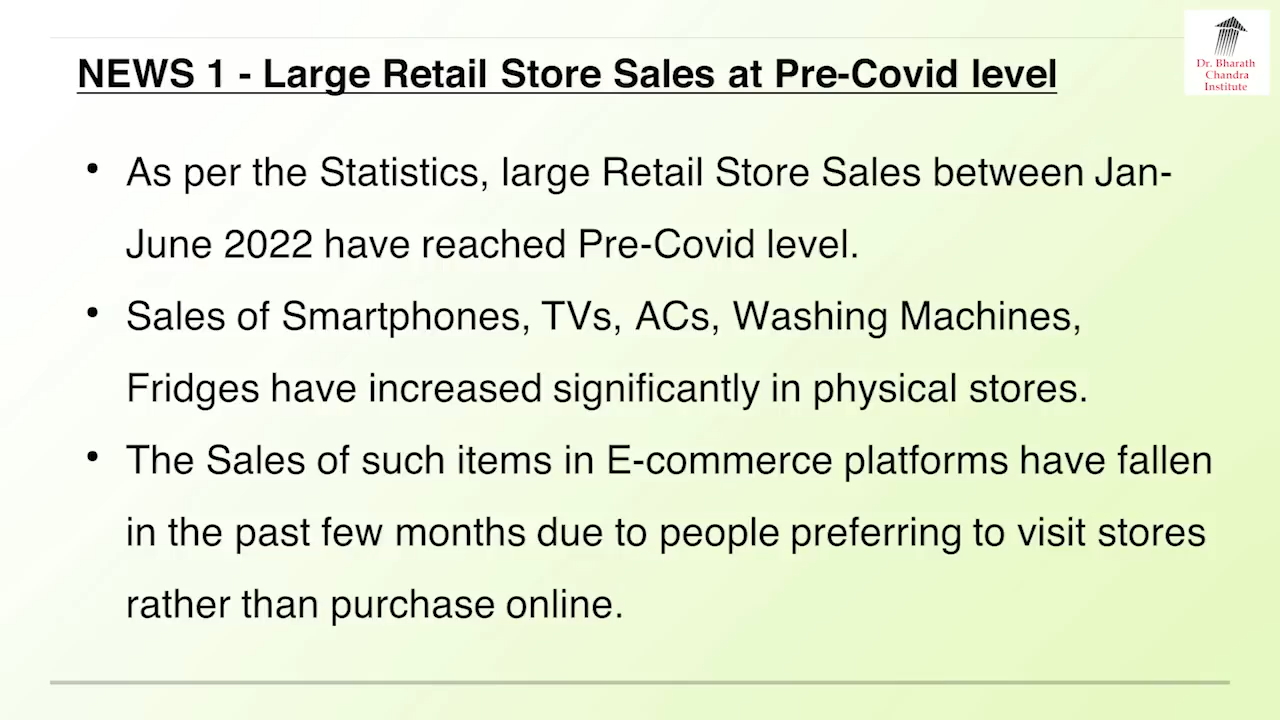 NEWS 1 - Large Retail Store Sales at Pre-Covid level
Dr. Bharath
Chandra
Institute
• As per the Statistics, large Retail Store Sales between Jan-
June 2022 have reached Pre-Covid level.
• Sales of Smartphones, TVs, ACs, Washing Machines,
Fridges have increased significantly in physical stores.
• The Sales of such items in E-commerce platforms have fallen
in the past few months due to people preferring to visit stores
rather than purchase online.